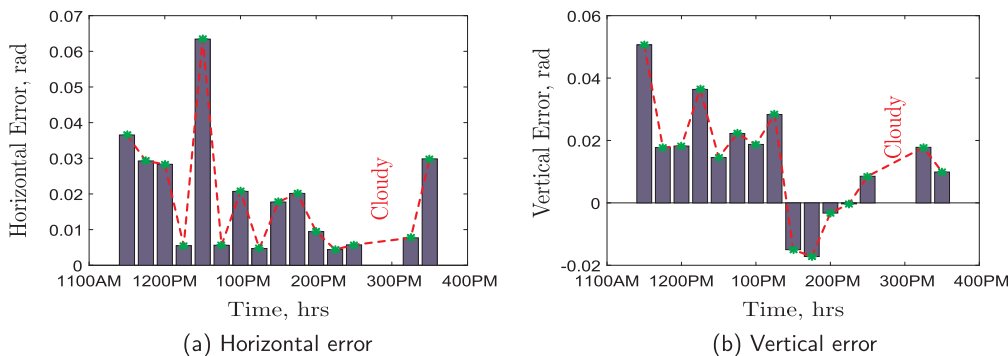 0.07
0.06
0.05
0.04
0.03
0.02
0.01
0
Horizontal Error, rad
Cloudy
1100AM 1200PM 100PM 200PM 300PM 400PM
Time, hrs
(a) Horizontal error
0.06
0.04
0.02
0
-0.02
Vertical Error, rad
Cloudy
1100AM 1200PM 100PM 200PM 300PM 400PM
Time, hrs
(b) Vertical error